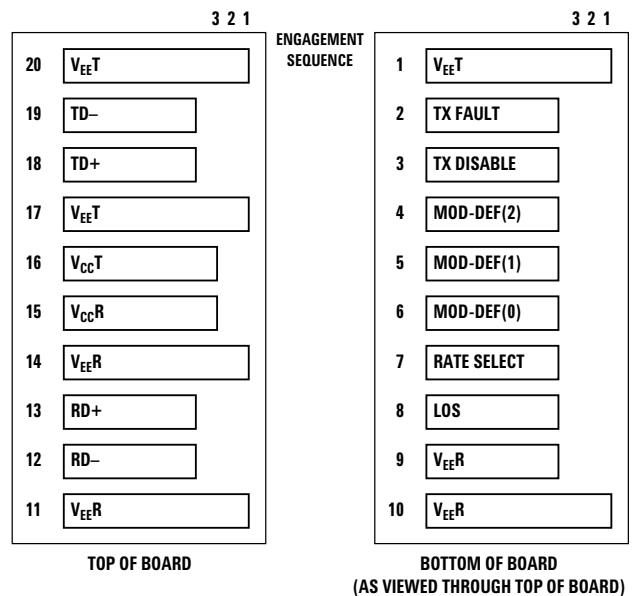 3 2 1
3 2 1
ENGAGEMENT
SEQUENCE
20 VEET
19 TD–
18 TD+
17 VEET
16 VCCT
15 VCCR
14 VEER
13 RD+
12 RD–
11 VEER
TOP OF BOARD
1 VEET
2 TX FAULT
3 TX DISABLE
4 MOD-DEF(2)
5 MOD-DEF(1)
6 MOD-DEF(0)
7 RATE SELECT
8 LOS
9 VEER
10 VEER
BOTTOM OF BOARD
(AS VIEWED THROUGH TOP OF BOARD)